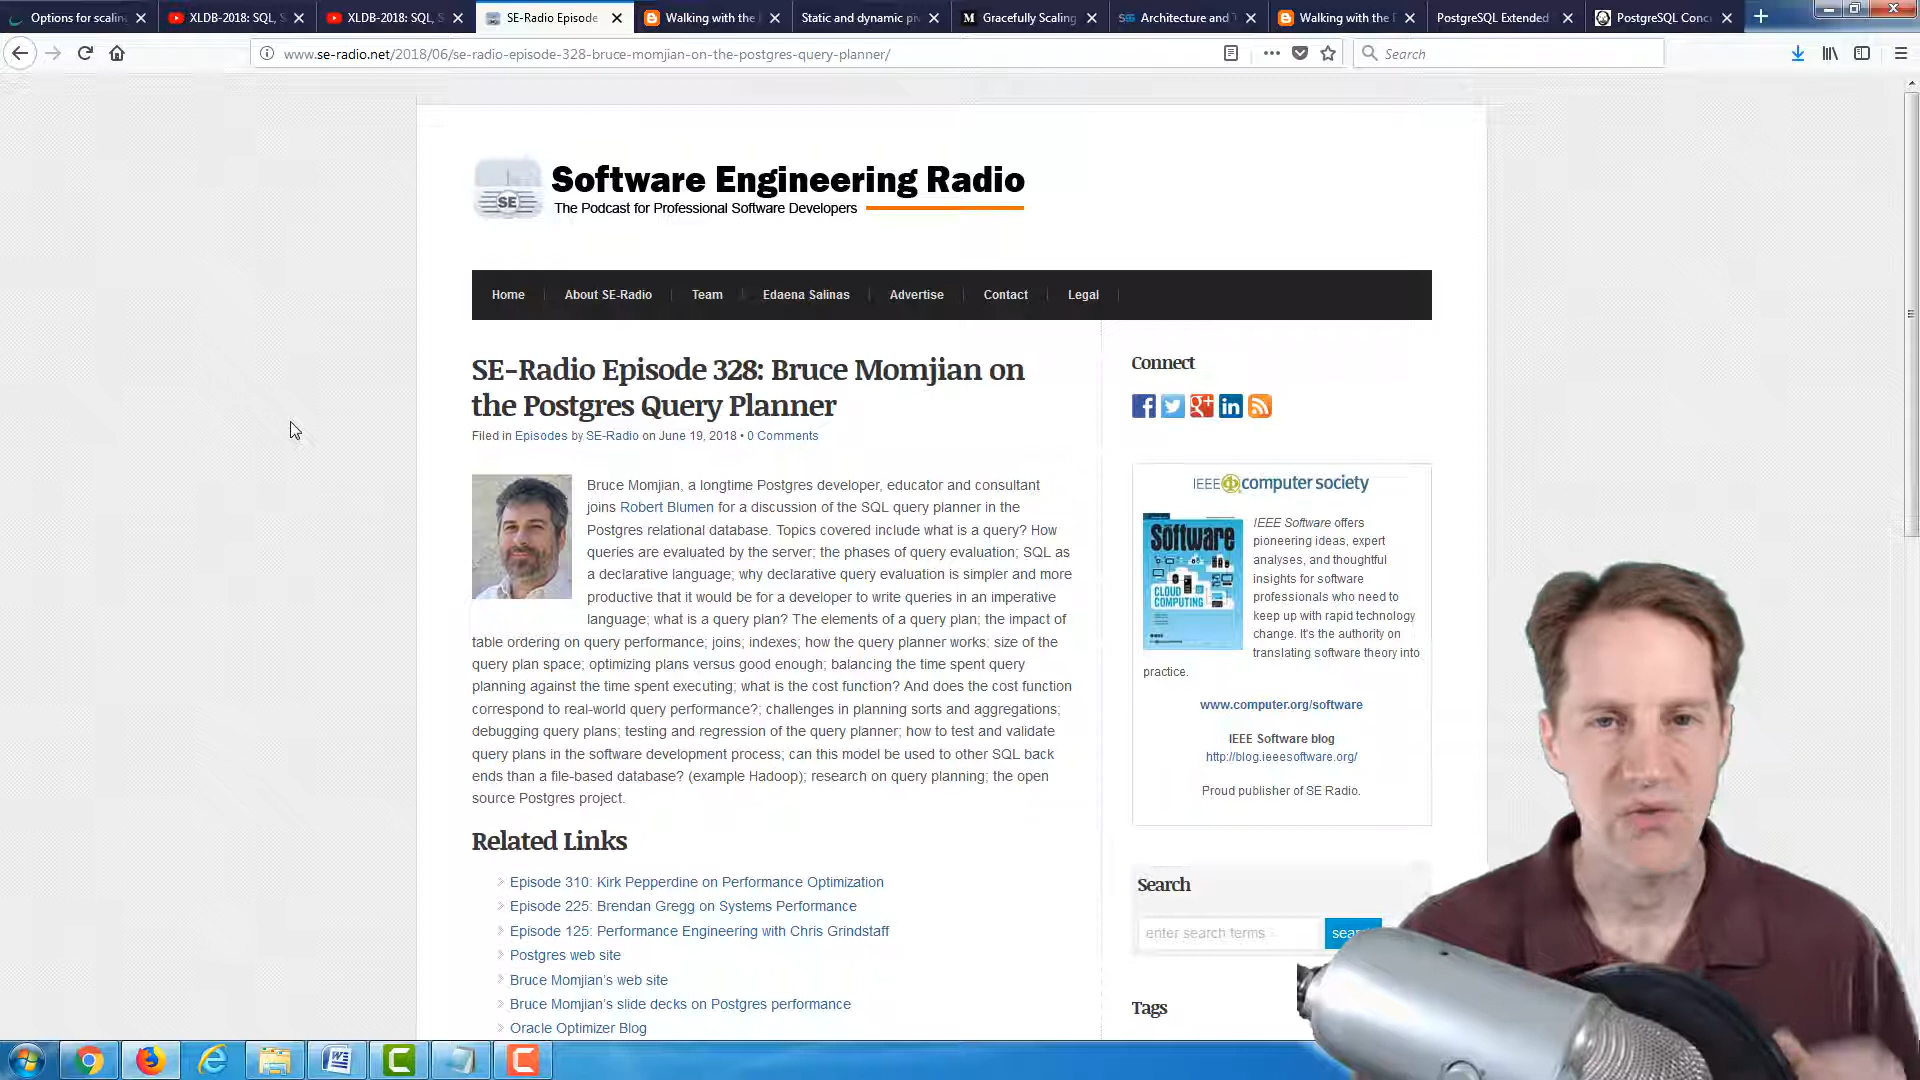 Options for scalin
XLDB-2018: SQL, S
XLDB-2018: SQL, S
SE-Radio Episode
Walking with the
Static and dynamic pi
Gracefully Scaling
Architecture and
Walking with the
PostgreSQL Extended
PostgreSQL Conc
www.se-radio.net/2018/06/se-radio-episode-328-bruce-momjian-on-the-postgres-query-planner/
Search
SE
Software Engineering Radio
The Podcast for Professional Software Developers
Home
About SE-Radio
Team
Edaena Salinas
Advertise
Contact
Legal
SE-Radio Episode 328: Bruce Momjian on
the Postgres Query Planner
Filed in Episodes by SE-Radio on June 19, 2018 • 0 Comments
Bruce Momjian, a longtime Postgres developer, educator and consultant
joins Robert Blumen for a discussion of the SQL query planner in the
Postgres relational database. Topics covered include what is a query? How
queries are evaluated by the server; the phases of query evaluation; SQL as
a declarative language; why declarative query evaluation is simpler and more
productive that it would be for a developer to write queries in an imperative
language; what is a query plan? The elements of a query plan; the impact of
table ordering on query performance; joins; indexes; how the query planner works: size of the
query plan space; optimizing plans versus good enough; balancing the time spent query
planning against the time spent executing; what is the cost function? And does the cost function
correspond to real-world query performance?; challenges in planning sorts and aggregations;
debugging query plans; testing and regression of the query planner; how to test and validate
query plans in the software development process; can this model be used to other SQL back
ends than a file-based database? (example Hadoop); research on query planning; the open
source Postgres project.
Related Links
Episode 310: Kirk Pepperdine on Performance Optimization
Episode 225: Brendan Gregg on Systems Performance
Episode 125: Performance Engineering with Chris Grindstaff
Postgres web site
Bruce Momjian's web site
Bruce Momjian's slide decks on Postgres performance
Oracle Optimizer Blog
Connect
IEEE computer society
Software
CLOUD
COMPUTING
IEEE Software offers
pioneering ideas, expert
analyses, and thoughtful
insights for software
professionals who need to
keep up with rapid technology
change. It's the authority on
translating software theory into
practice.
www.computer.org/software
IEEE Software blog
http://blog.ieeesoftware.org/
Proud publisher of SE Radio.
Search
enter search terms
sear
Tags